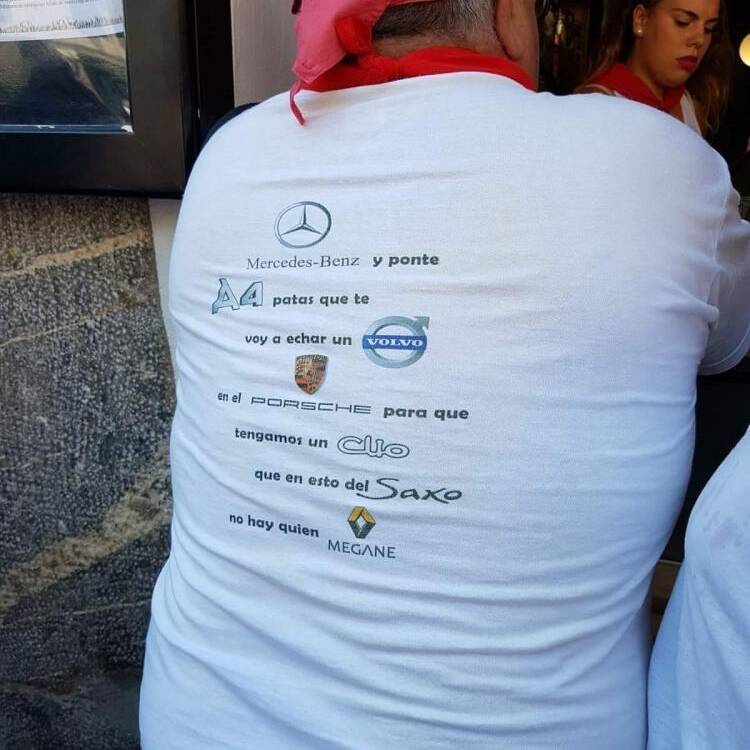 Mercedes-Benz y ponte
A4 patas que te
voy a echar un VOLVO
en el PORSCHE para que
tengamos un Clio
que en esto del Saxo
no hay quien MEGANE